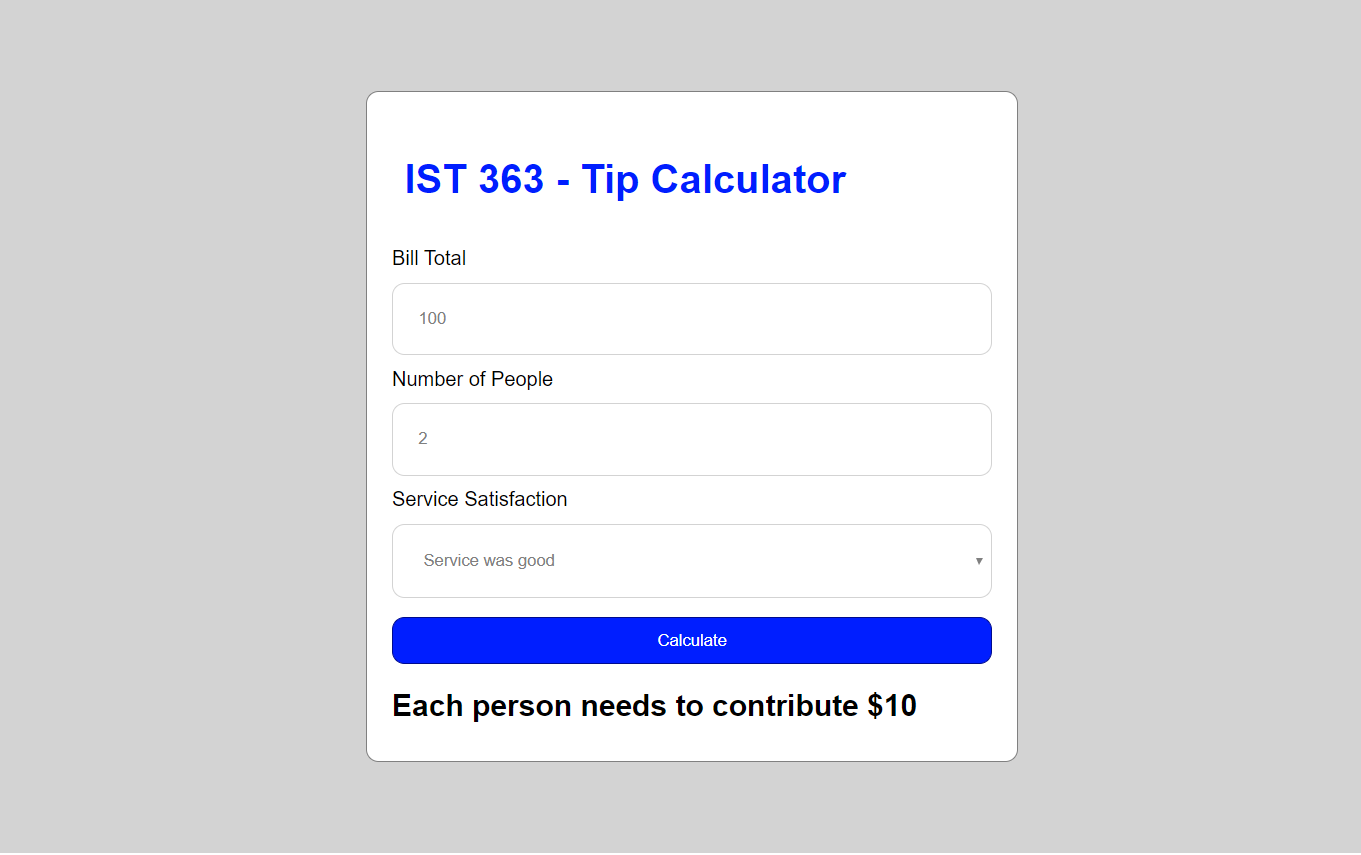 IST 363 - Tip Calculator
Bill Total
100
Number of People
2
Service Satisfaction
Service was good
Calculate
Each person needs to contribute $10